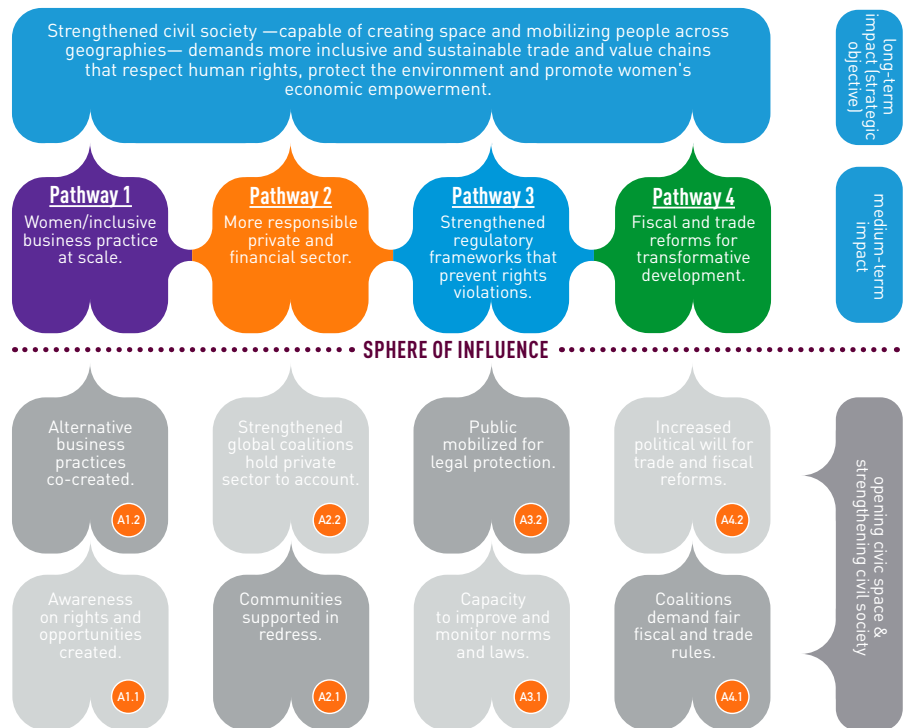 Strengthened civil society —capable of creating space and mobilizing people across
geographies— demands more inclusive and sustainable trade and value chains
that respect human rights, protect the environment and promote women's
economic empowerment.
long-term
impact (strategic
objective)
Pathway 1
Women/inclusive
business practice
at scale.
Pathway 2
More responsible
private and
financial sector.
Pathway 3
Strengthened
regulatory
frameworks that
prevent rights
violations.
Pathway 4
Fiscal and trade
reforms for
transformative
development.
medium-term
impact
SPHERE OF INFLUENCE
Alternative
business
practices
co-created.
A1.2
Strengthened
global coalitions
hold private
sector to account.
A2.2
Public
mobilized for
legal protection.
A3.2
Increased
political will for
trade and fiscal
reforms.
A4.2
opening civic space &
strengthening civil society
Awareness
on rights and
opportunities
created.
A1.1
Communities
supported in
redress.
A2.1
Capacity
to improve and
monitor norms
and laws.
A3.1
Coalitions
demand fair
fiscal and trade
rules.
A4.1